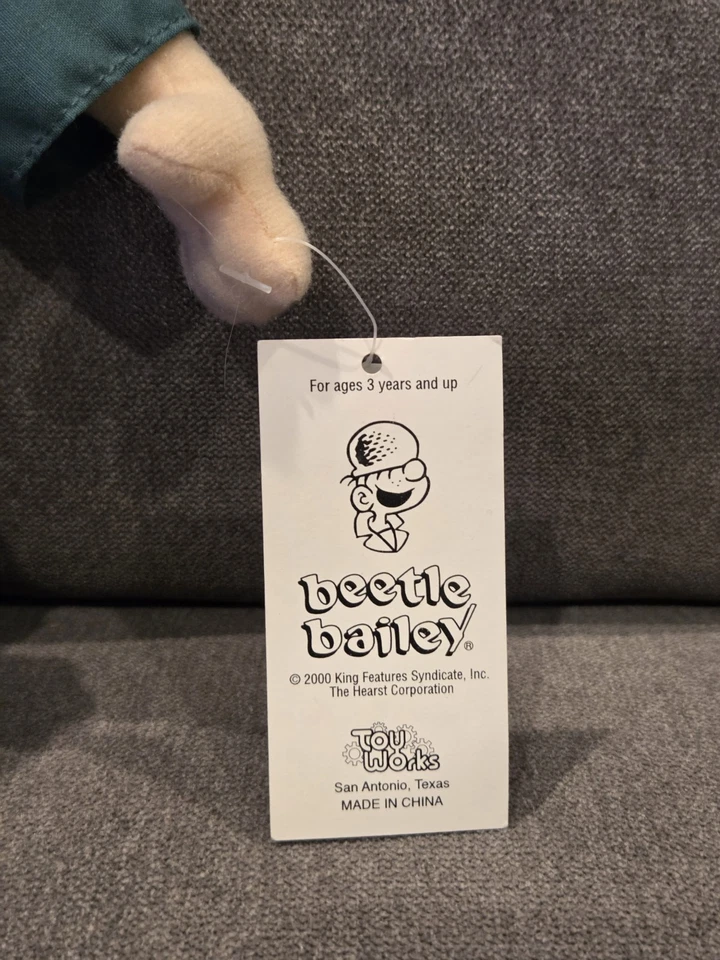 For ages 3 years and up
beetle
bailey®
© 2000 King Features Syndicate, Inc.
The Hearst Corporation
Toy
Works
San Antonio, Texas
MADE IN CHINA